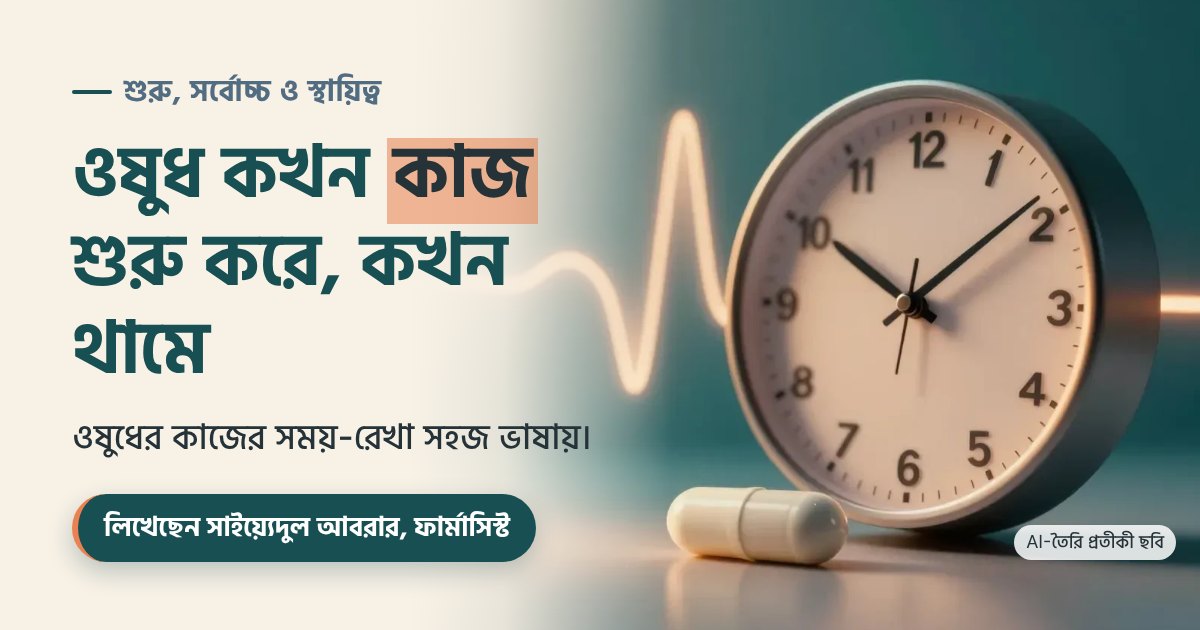 শুরু, সর্বোচ্চ ও স্থায়িত্ব
ওষুধ কখন কাজ
শুরু করে, কখন
থামে
ওষুধের কাজের সময়-রেখা সহজ ভাষায়।
লিখেছেন সাইয়্যেদুল আবরার, ফার্মাসিস্ট
12
1
2
3
4
5
6
7
8
9
10
11
AI-তৈরি প্রতীকী ছবি